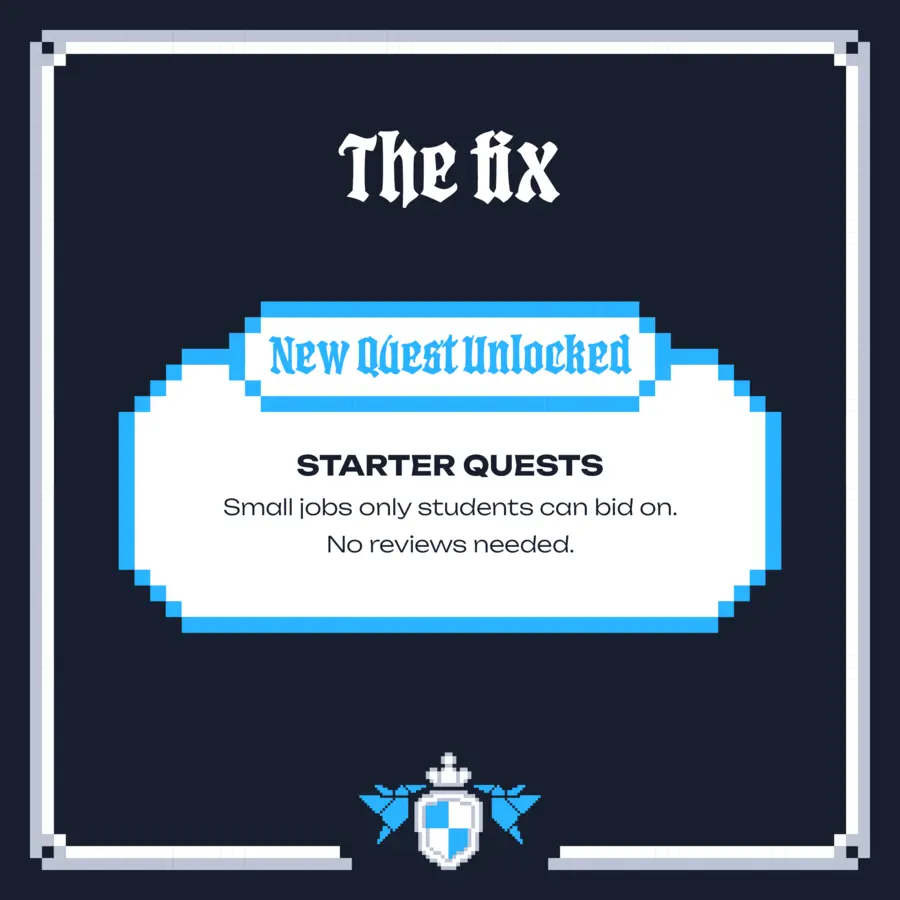 The fix
New Quest Unlocked
STARTER QUESTS
Small jobs only students can bid on.
No reviews needed.